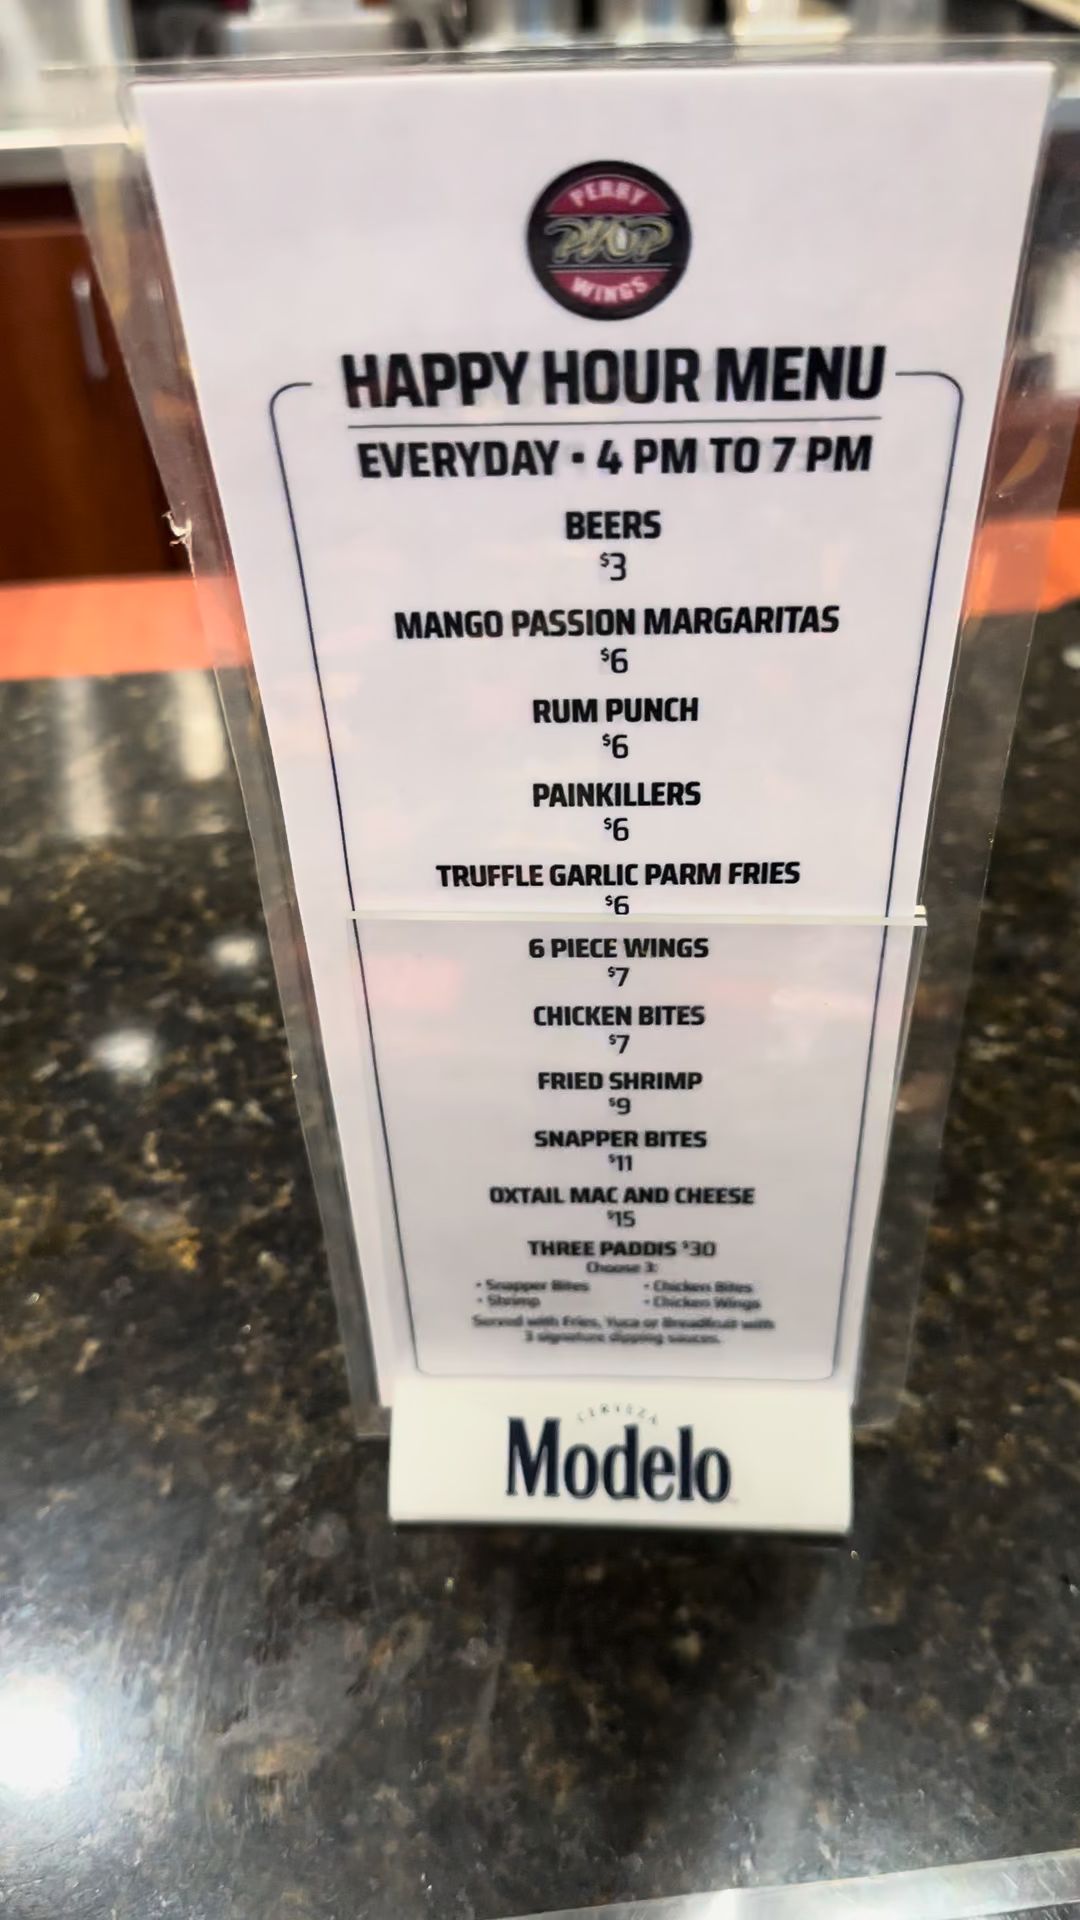 PERRY
PWP
WINGS
HAPPY HOUR MENU
EVERYDAY • 4 PM TO 7 PM
BEERS
$3
MANGO PASSION MARGARITAS
$6
RUM PUNCH
$6
PAINKILLERS
$6
TRUFFLE GARLIC PARM FRIES
$6
6 PIECE WINGS
$7
CHICKEN BITES
$7
FRIED SHRIMP
$9
SNAPPER BITES
$11
OXTAIL MAC AND CHEESE
$15
THREE PADDIS $30
Choose 3:
• Snapper Bites • Chicken Bites
• Shrimp • Chicken Wings
Served with Fries, Yuca or Breadfruit with
3 signature dipping sauces.
CERVEZA
Modelo